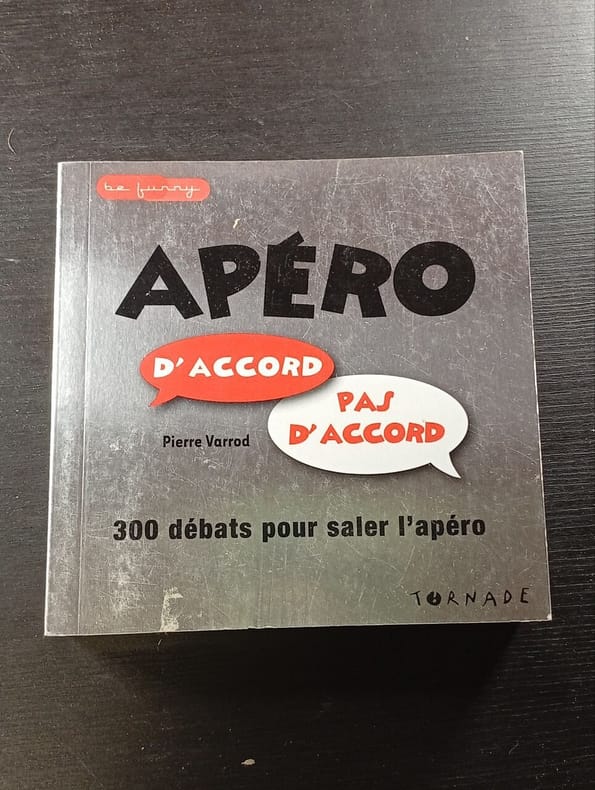 be funny
APÉRO
D'ACCORD
PAS
D'ACCORD
Pierre Varrod
300 débats pour saler l'apéro
TORNADE